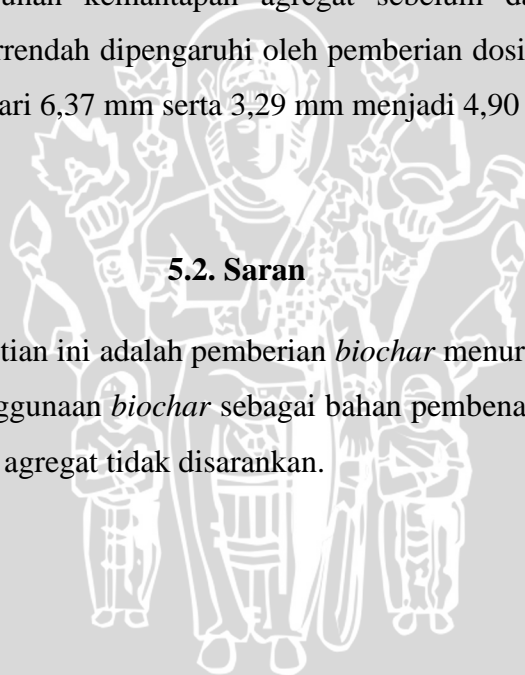 kemantapan agregat sebelum
rendah dipengaruhi oleh pemberian dosi
ari 6,37 mm serta 3,29 mm menjadi 4,90
5.2. Saran
tian ini adalah pemberian biochar menur
ggunaan biochar sebagai bahan pembena
agregat tidak disarankan.